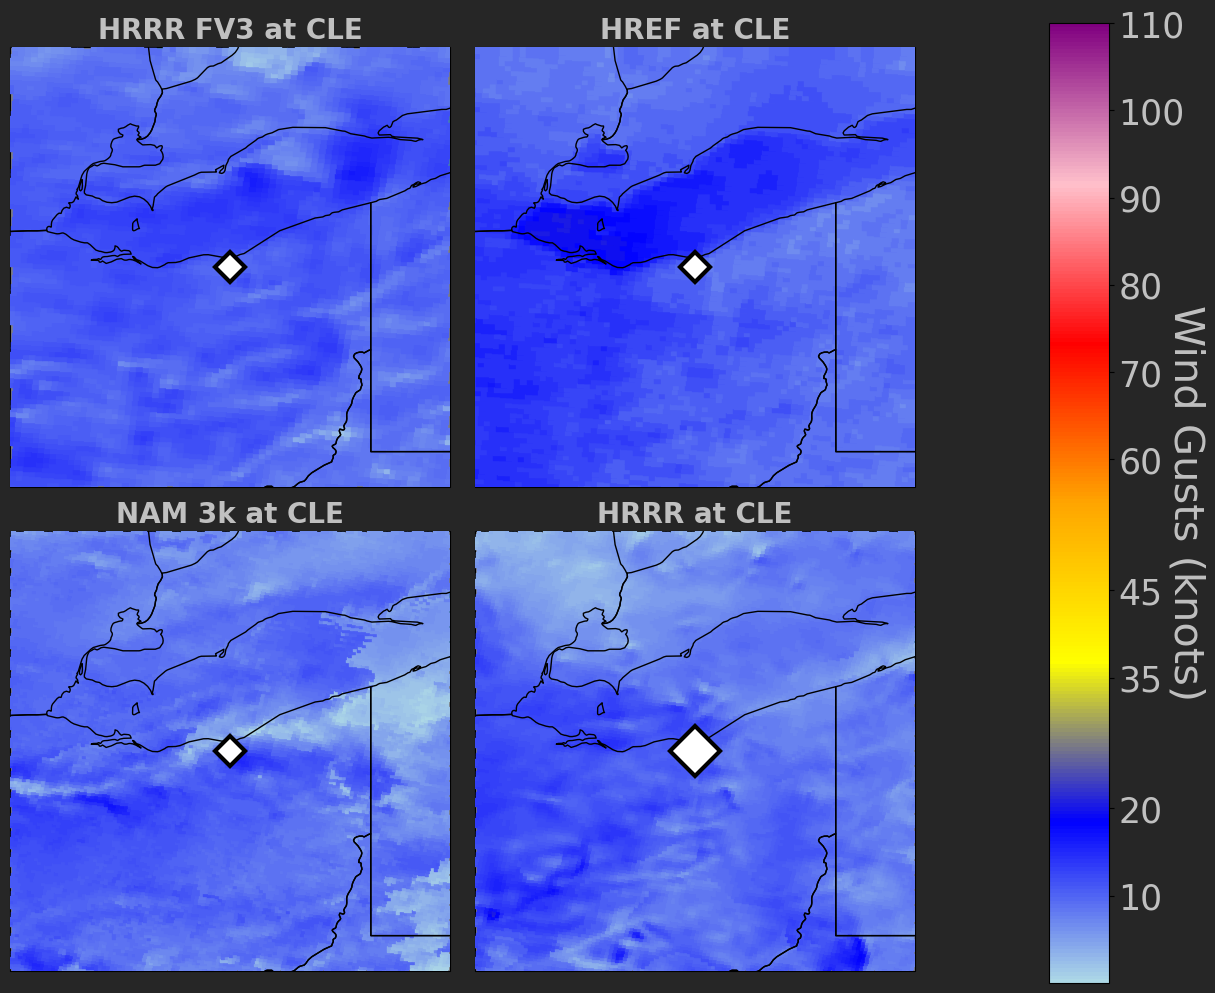 HRRR FV3 at CLE
HREF at CLE
NAM 3k at CLE
HRRR at CLE
110
100
90
80
70
60
45
35
20
10
Wind Gusts (knots)